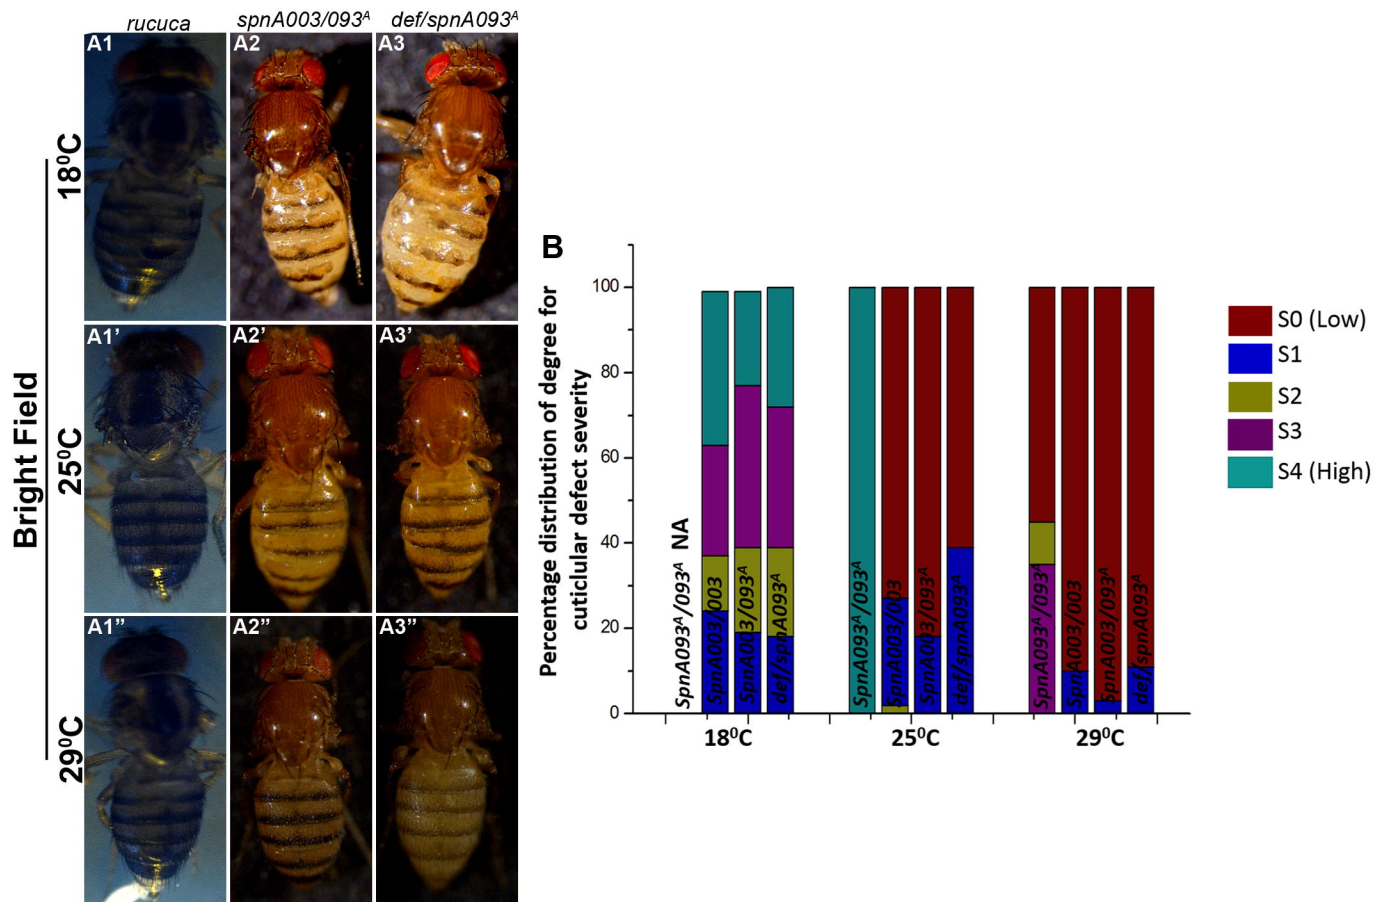 rucuca
spnA003/093ᴬ
def/spnA093ᴬ
A1
A2
A3
A1’
A2’
A3’
A1”
A2”
A3”
Bright Field
18⁰C
25⁰C
29⁰C
B
Percentage distribution of degree for
cuticlular defect severity
100
80
60
40
20
0
SpnA093ᴬ/093ᴬ NA
SpnA003/003
SpnA003/093ᴬ
def/spnA093ᴬ
SpnA093ᴬ/093ᴬ
SpnA003/003
SpnA003/093ᴬ
def/spnA093ᴬ
SpnA093ᴬ/093ᴬ
SpnA003/003
SpnA003/093ᴬ
def/spnA093ᴬ
18⁰C
25⁰C
29⁰C
S0 (Low)
S1
S2
S3
S4 (High)